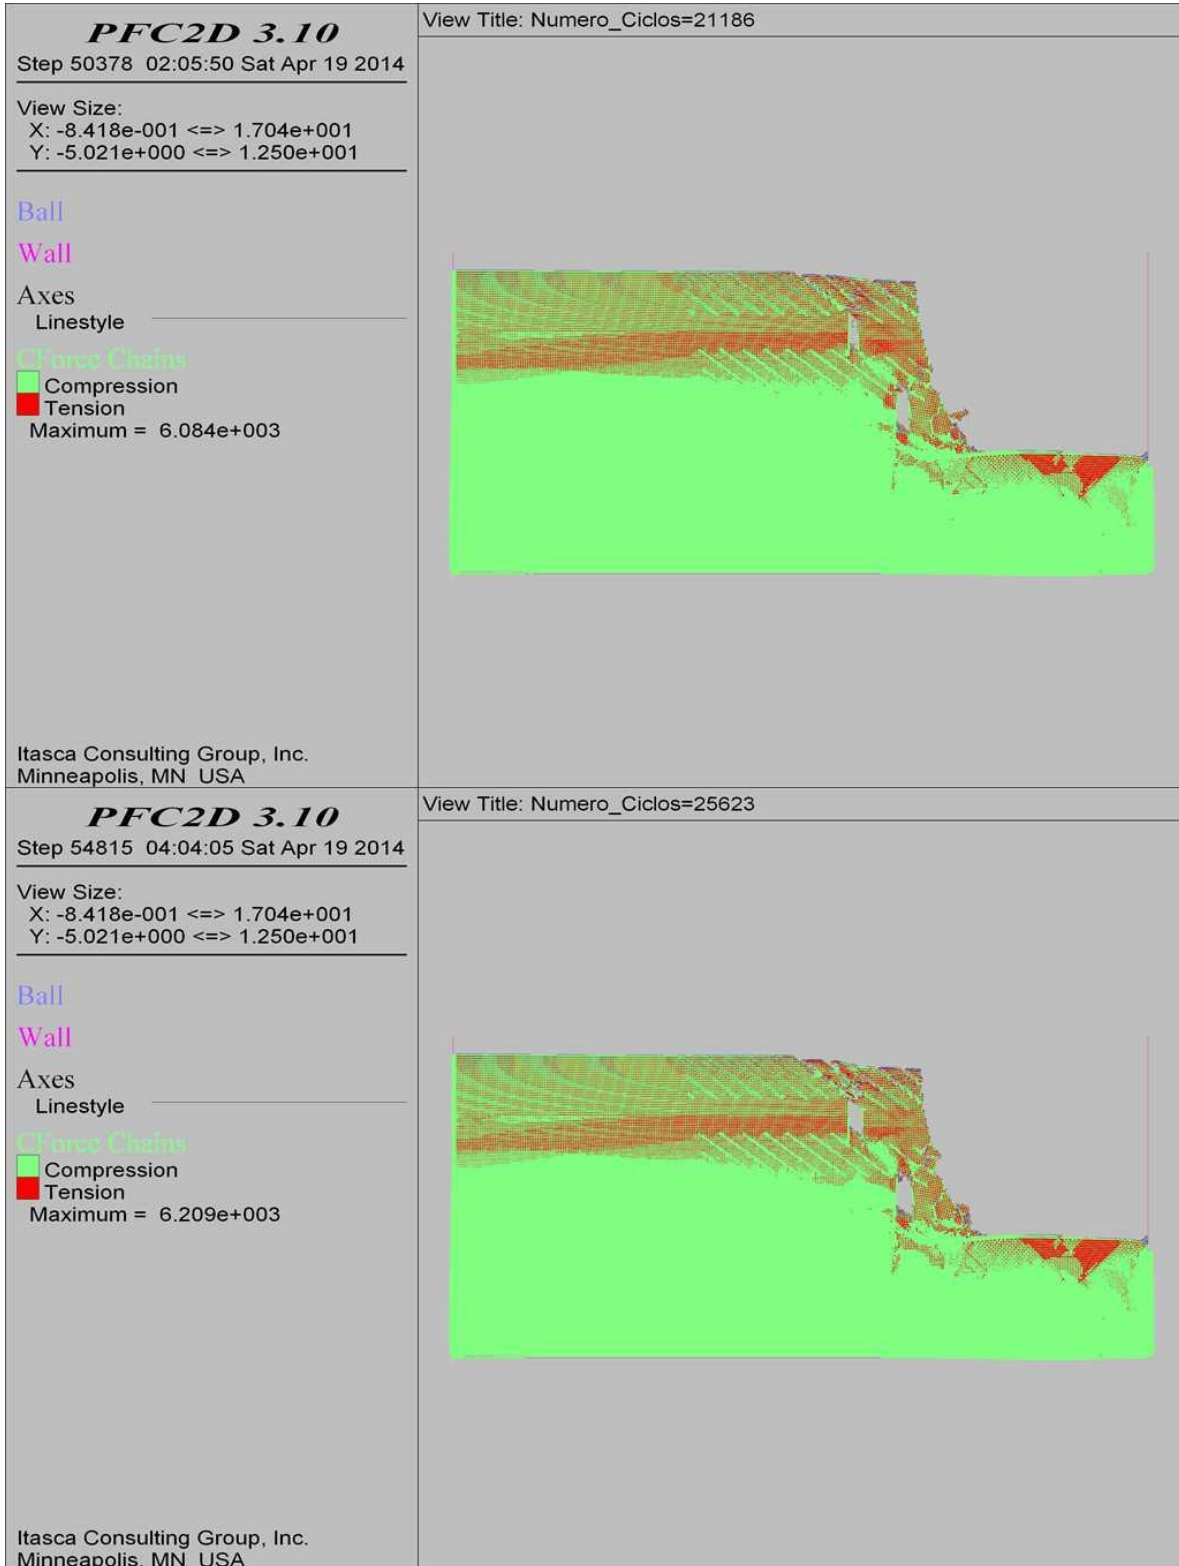 PFC2D 3.10
Step 50378  02:05:50 Sat Apr 19 2014
View Size:
X: -8.418e-001 <=> 1.704e+001
Y: -5.021e+000 <=> 1.250e+001
Ball
Wall
Axes
Linestyle
CForce Chains
Compression
Tension
Maximum =  6.084e+003
Itasca Consulting Group, Inc.
Minneapolis, MN  USA
View Title: Numero_Ciclos=21186
PFC2D 3.10
Step 54815  04:04:05 Sat Apr 19 2014
View Size:
X: -8.418e-001 <=> 1.704e+001
Y: -5.021e+000 <=> 1.250e+001
Ball
Wall
Axes
Linestyle
CForce Chains
Compression
Tension
Maximum =  6.209e+003
Itasca Consulting Group, Inc.
Minneapolis, MN  USA
View Title: Numero_Ciclos=25623